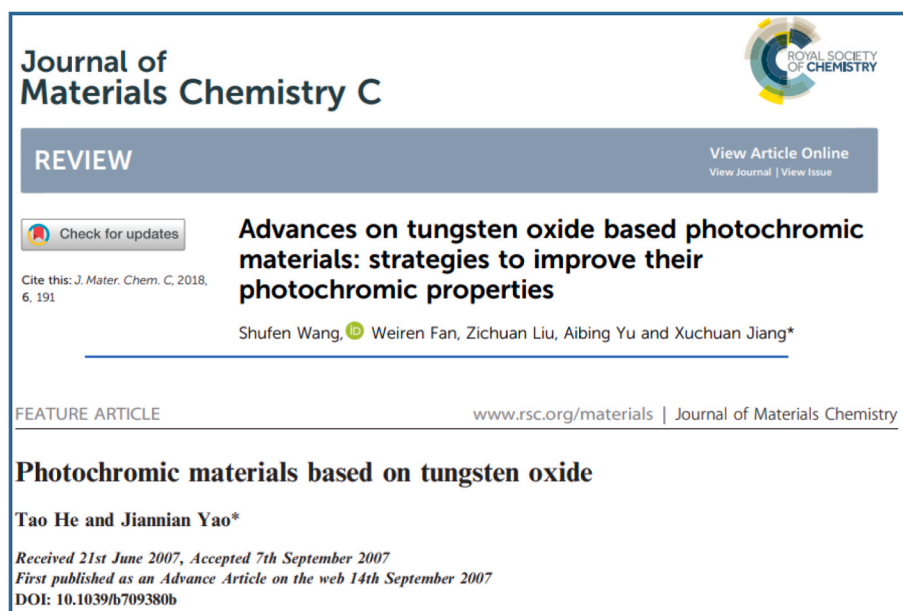 Journal of
Materials Chemistry C
ROYAL SOCIETY
OF CHEMISTRY
REVIEW
View Article Online
View Journal | View Issue
Check for updates
Cite this: J. Mater. Chem. C, 2018,
6, 191
Advances on tungsten oxide based photochromic
materials: strategies to improve their
photochromic properties
Shufen Wang, iD Weiren Fan, Zichuan Liu, Aibing Yu and Xuchuan Jiang*
FEATURE ARTICLE
www.rsc.org/materials | Journal of Materials Chemistry
Photochromic materials based on tungsten oxide
Tao He and Jiannian Yao*
Received 21st June 2007, Accepted 7th September 2007
First published as an Advance Article on the web 14th September 2007
DOI: 10.1039/b709380b